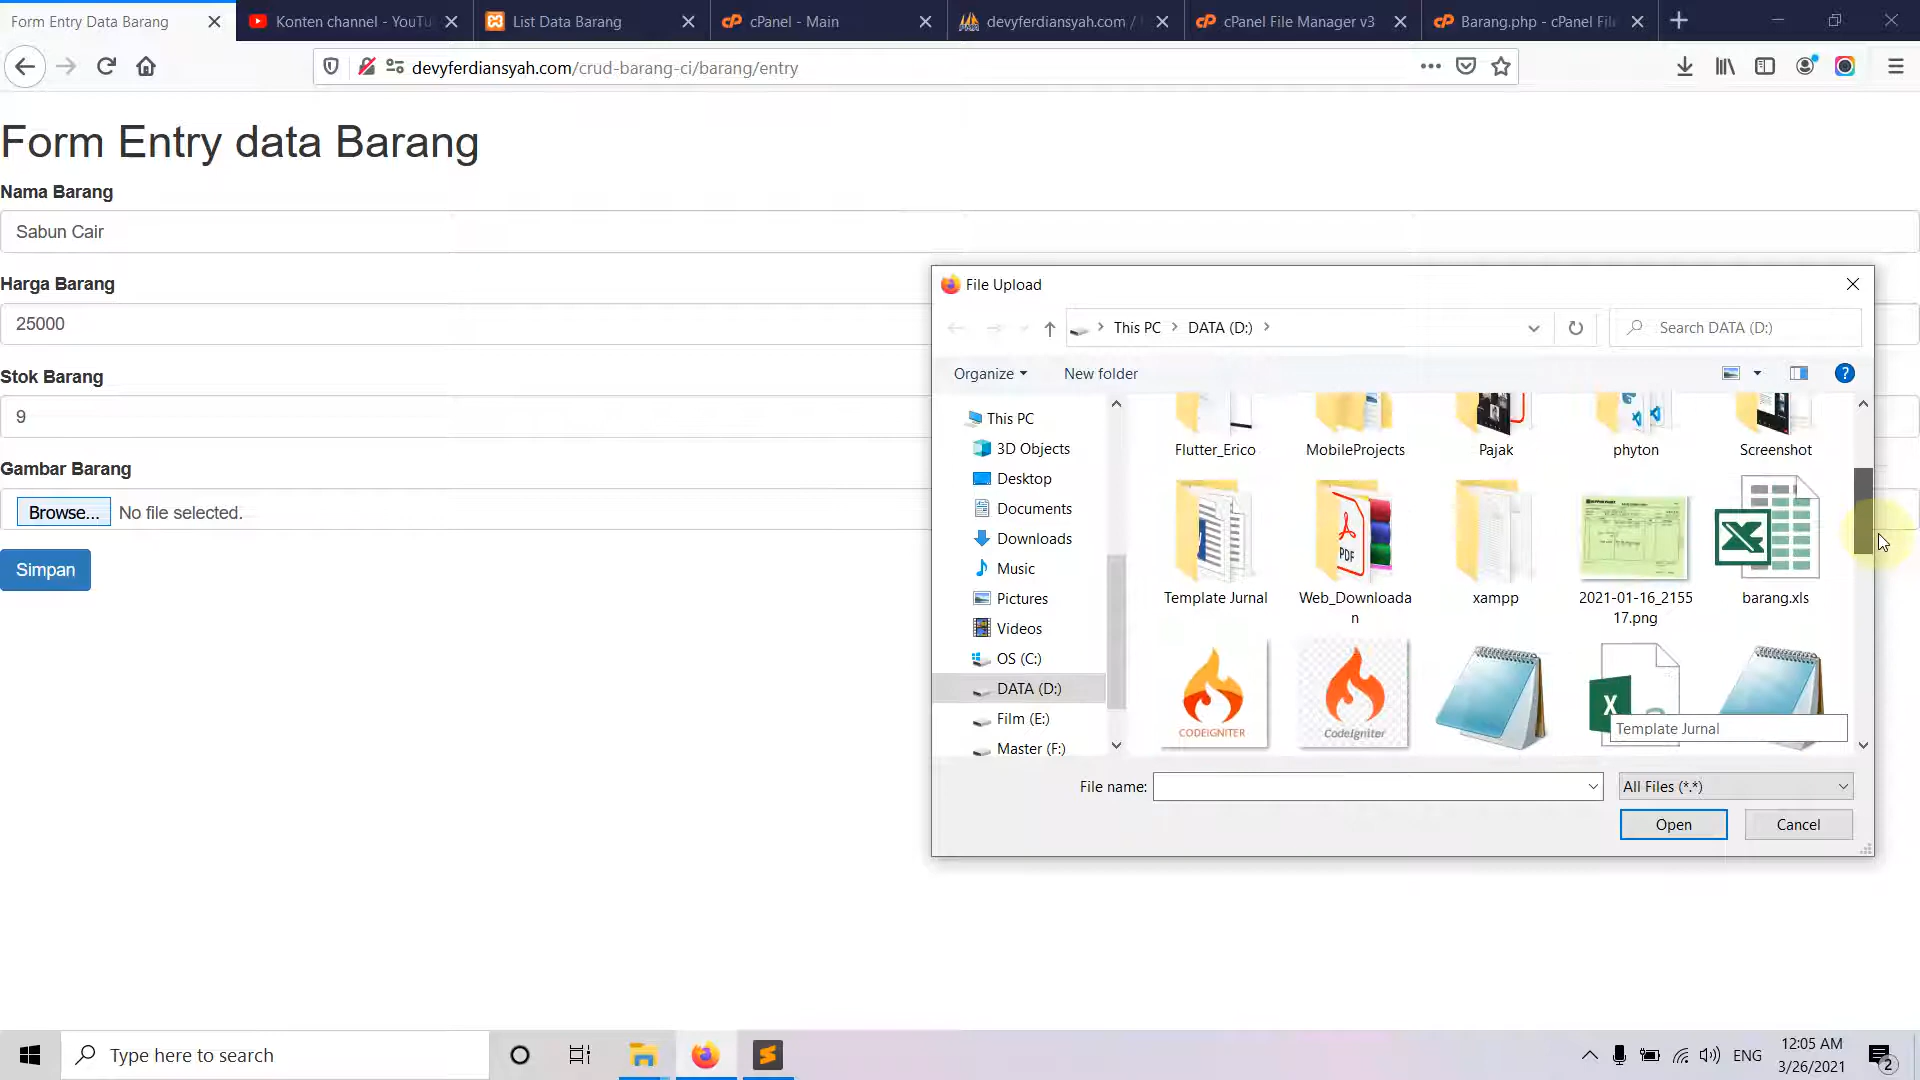 Form Entry Data Barang
Konten channel - YouTu
List Data Barang
cPanel - Main
devyferdiansyah.com /
cPanel File Manager v3
Barang.php - cPanel Fil
devyferdiansyah.com/crud-barang-ci/barang/entry
Form Entry data Barang
Nama Barang
Sabun Cair
Harga Barang
25000
Stok Barang
9
Gambar Barang
Browse... No file selected.
Simpan
File Upload
This PC
DATA (D:)
Search DATA (D:)
Organize
New folder
This PC
3D Objects
Desktop
Documents
Downloads
Music
Pictures
Videos
OS (C:)
DATA (D:)
Film (E:)
Master (F:)
Flutter_Erico
MobileProjects
Pajak
phyton
Screenshot
Template Jurnal
Web_Downloada
n
xampp
2021-01-16_2155
17.png
barang.xls
CODEIGNITER
CodeIgniter
Template Jurnal
File name:
All Files (*.*)
Open
Cancel
Type here to search
ENG
12:05 AM
3/26/2021
2